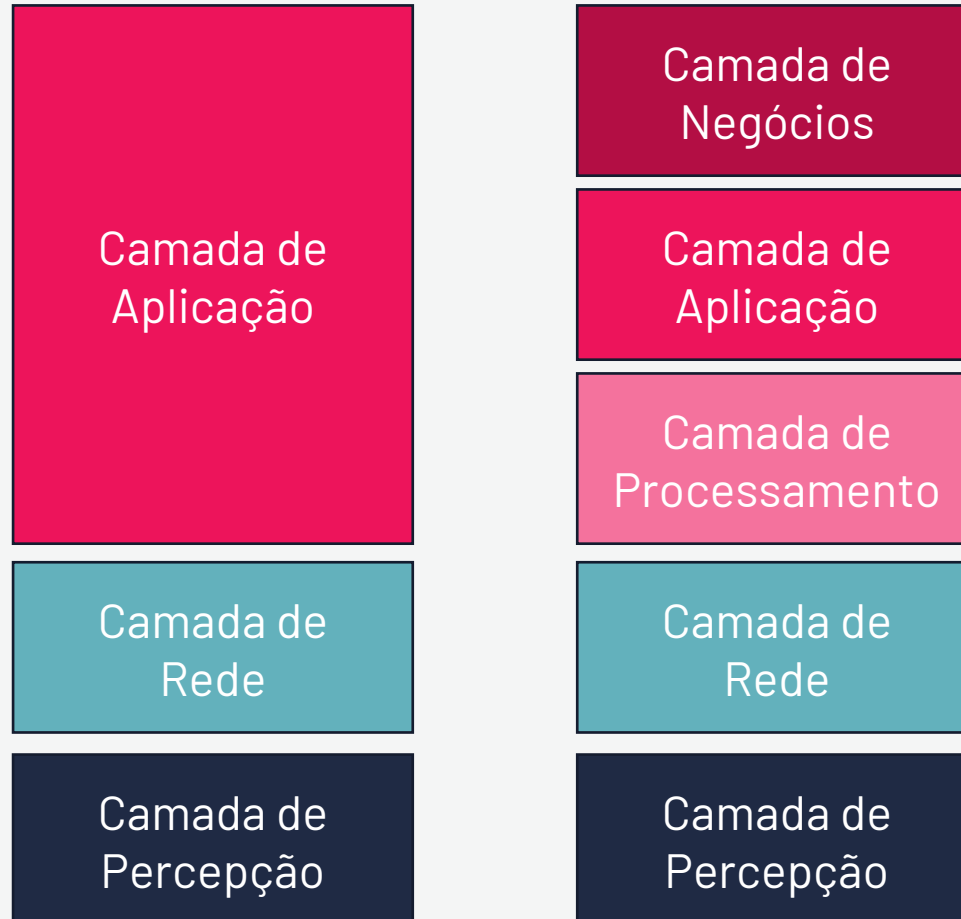 Camada de
Aplicação
Camada de
Rede
Camada de
Percepção
Camada de
Negócios
Camada de
Aplicação
Camada de
Processamento
Camada de
Rede
Camada de
Percepção